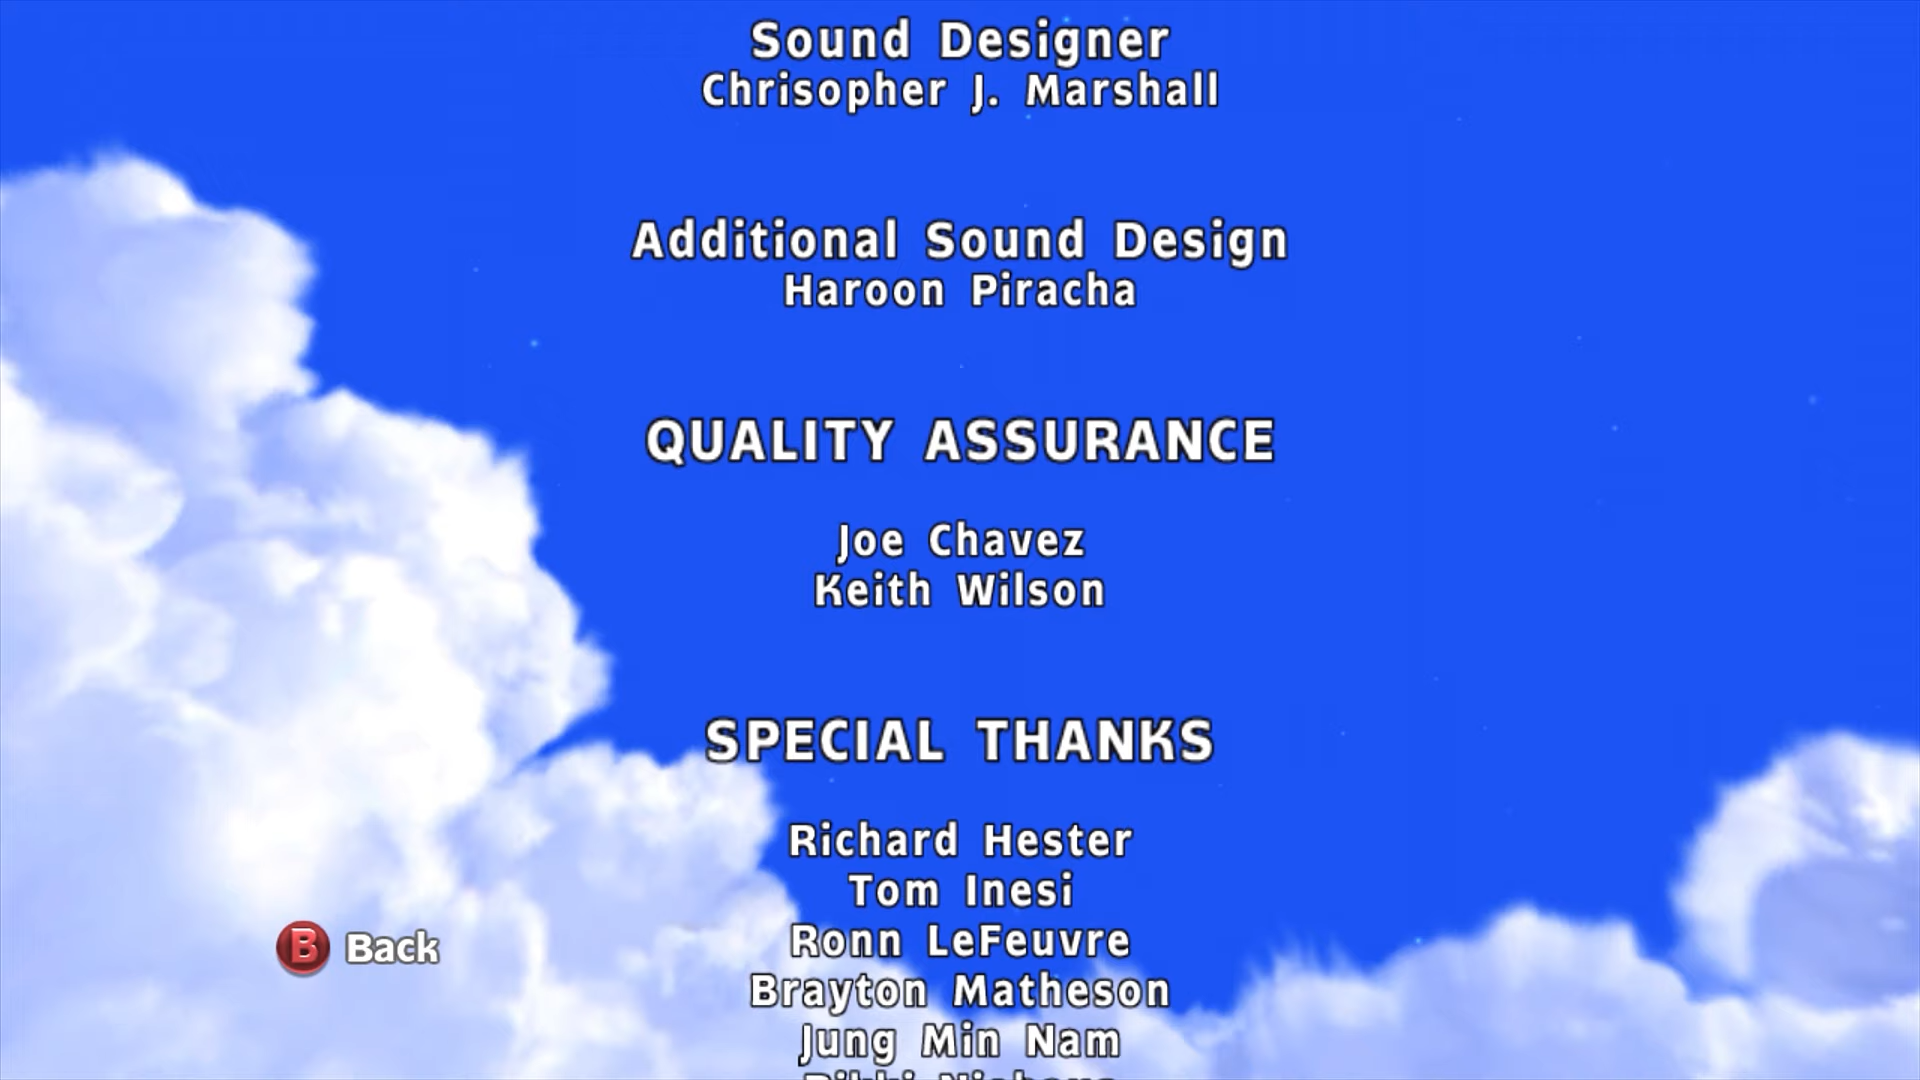 Sound Designer
Chrisopher J. Marshall
Additional Sound Design
Haroon Piracha
QUALITY ASSURANCE
Joe Chavez
Keith Wilson
SPECIAL THANKS
Richard Hester
Tom Inesi
Ronn LeFeuvre
B Back
Brayton Matheson
Jung Min Nam